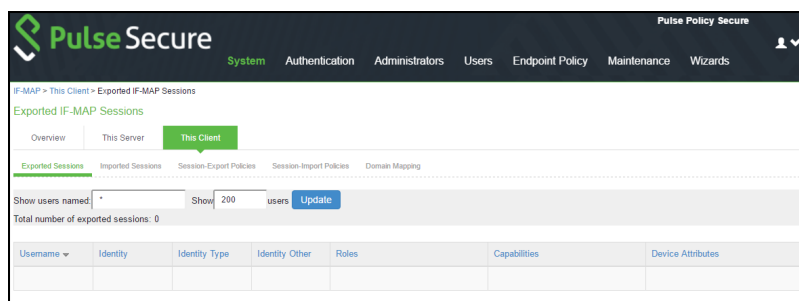 Pulse Secure
Pulse Policy Secure
System Authentication Administrators Users Endpoint Policy Maintenance Wizards
IF-MAP > This Client > Exported IF-MAP Sessions
Exported IF-MAP Sessions
Overview This Server This Client
Exported Sessions Imported Sessions Session-Export Policies Session-Import Policies Domain Mapping
Show users named: * Show 200 users Update
Total number of exported sessions: 0
Username Identity Identity Type Identity Other Roles Capabilities Device Attributes